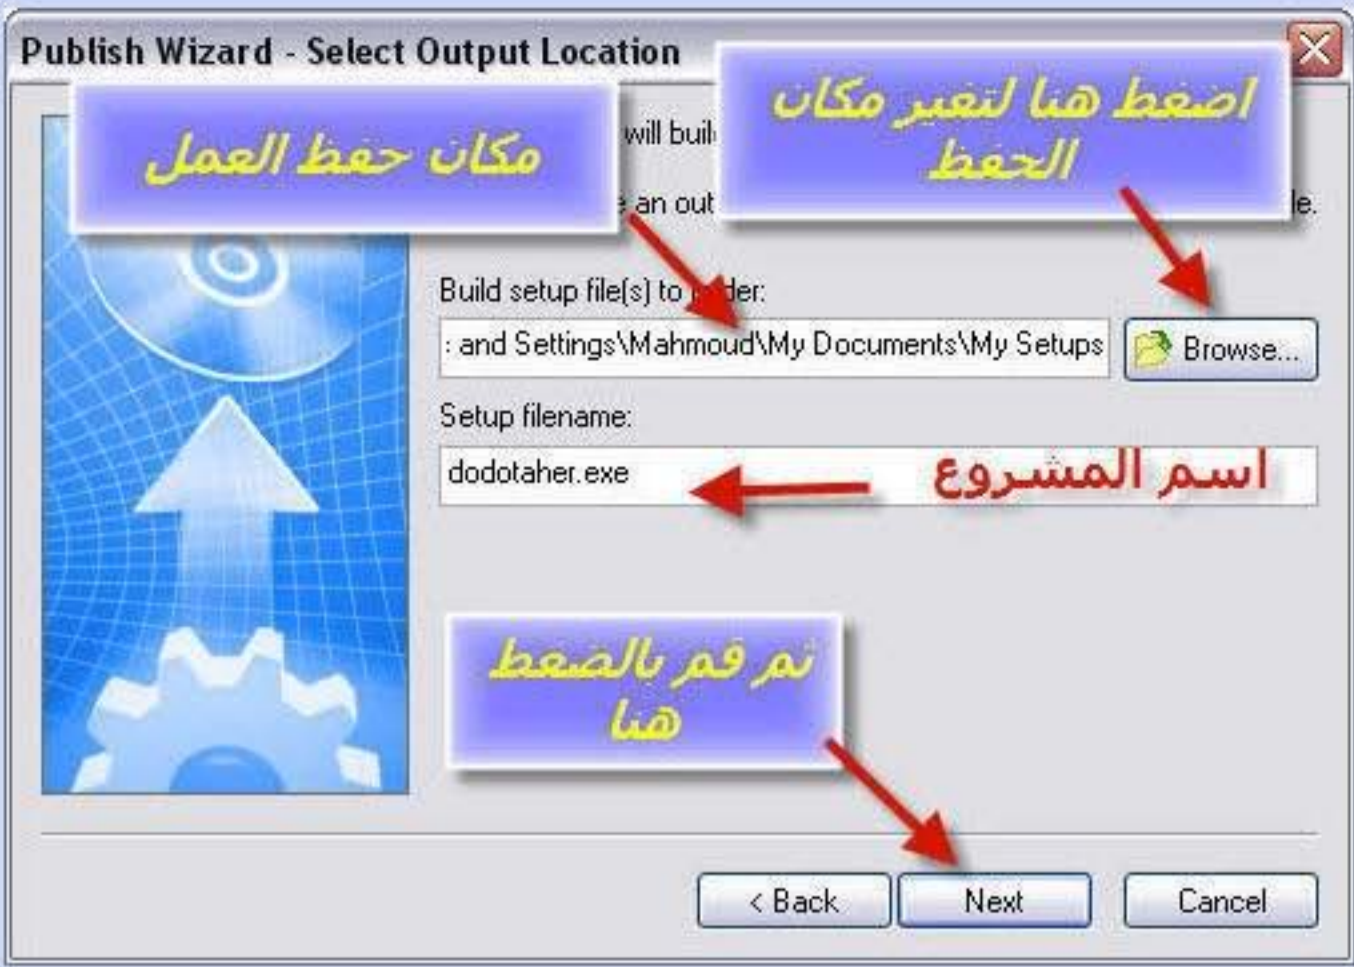 Publish Wizard - Select Output Location
اضغط هنا لتغير مكان
الحفظ
مكان حفظ العمل
will buil
an out
le.
Build setup file(s) to
: and Settings\Mahmoud\My Documents\My Setups
Browse...
Setup filename:
dodotaher.exe
اسم المشروع
ثم قم بالضغط
هنا
< Back
Next
Cancel